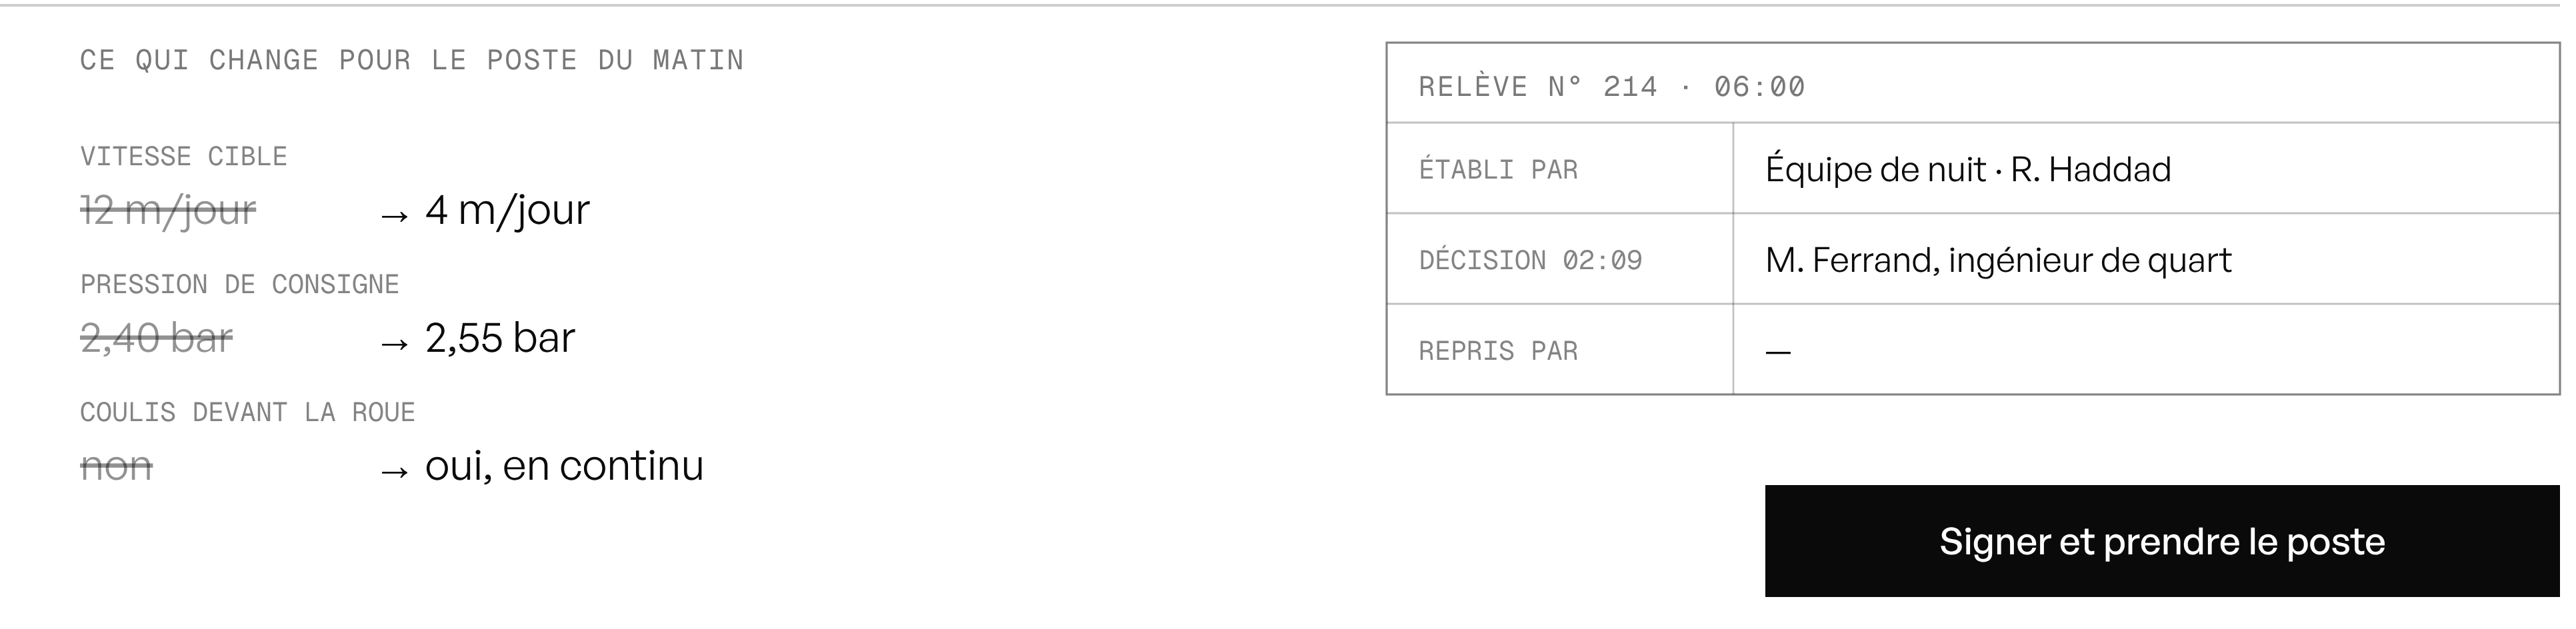 CE QUI CHANGE POUR LE POSTE DU MATIN
VITESSE CIBLE
12 m/jour → 4 m/jour
PRESSION DE CONSIGNE
2,40 bar → 2,55 bar
COULIS DEVANT LA ROUE
non → oui, en continu
RELÈVE N° 214 · 06:00
ÉTABLI PAR Équipe de nuit · R. Haddad
DÉCISION 02:09 M. Ferrand, ingénieur de quart
REPRIS PAR —
Signer et prendre le poste